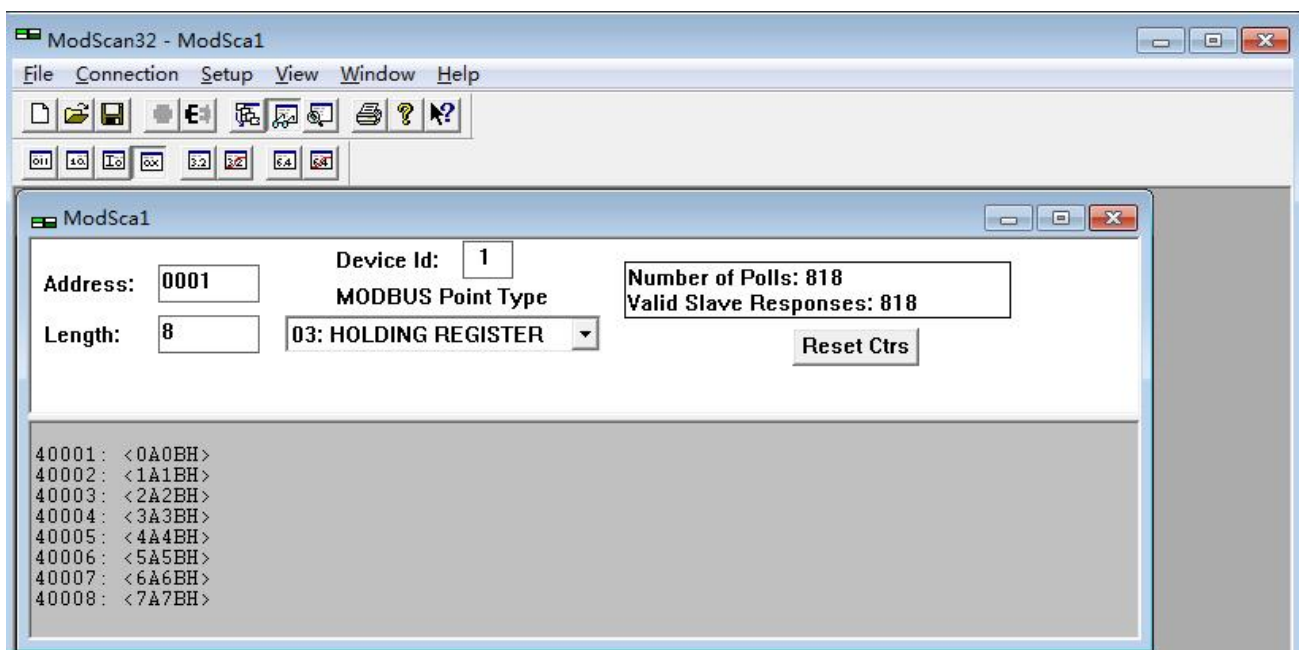 ModScan32 - ModSca1
File Connection Setup View Window Help
ModSca1
Address: 0001
Device Id: 1
MODBUS Point Type
Length: 8
03: HOLDING REGISTER
Number of Polls: 818
Valid Slave Responses: 818
Reset Ctrs
40001: <0A0BH>
40002: <1A1BH>
40003: <2A2BH>
40004: <3A3BH>
40005: <4A4BH>
40006: <5A5BH>
40007: <6A6BH>
40008: <7A7BH>